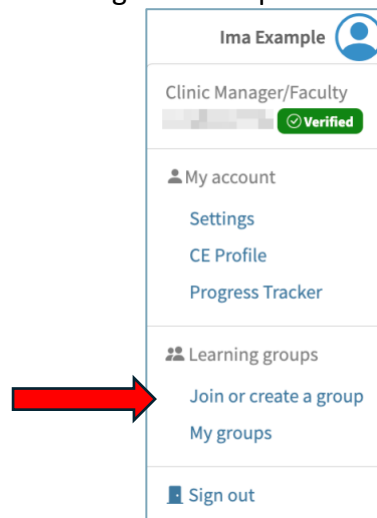 Ima Example
Clinic Manager/Faculty
Verified
My account
Settings
CE Profile
Progress Tracker
Learning groups
Join or create a group
My groups
Sign out